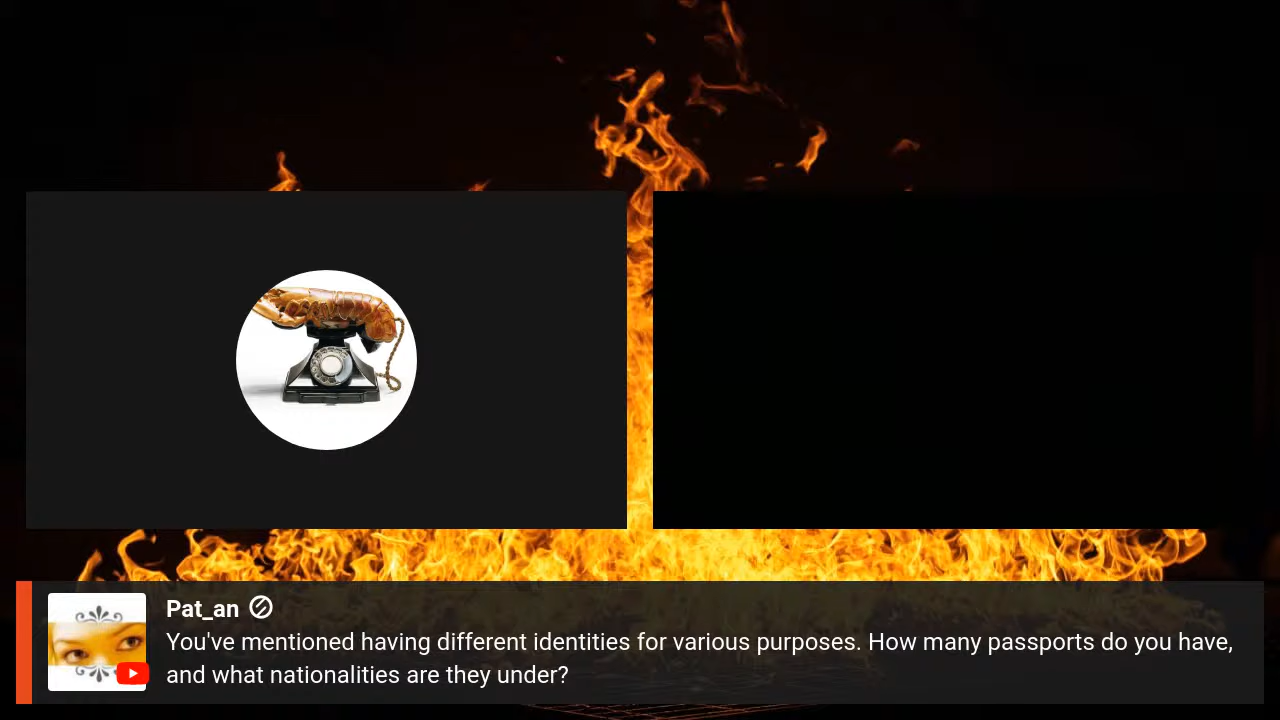 Pat_an
You've mentioned having different identities for various purposes. How many passports do you have,
and what nationalities are they under?